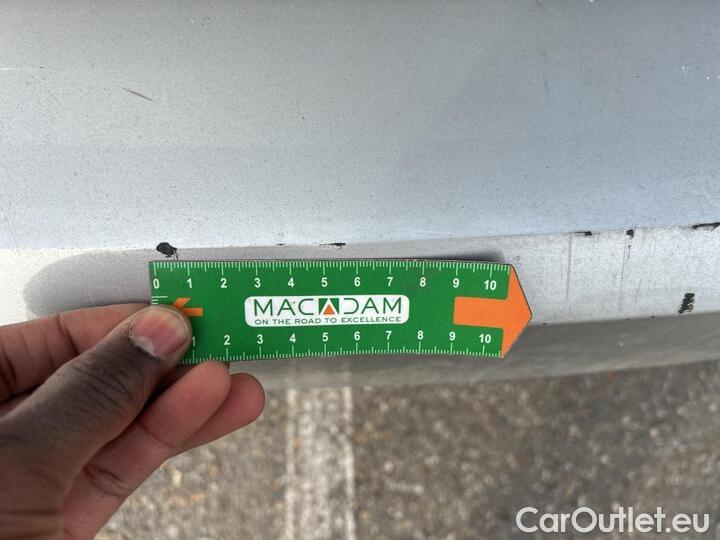 0 1 2 3 4 5 6 7 8 9 10
MACADAM
ON THE ROAD TO EXCELLENCE
1 2 3 4 5 6 7 8 9 10
CarOutlet.eu